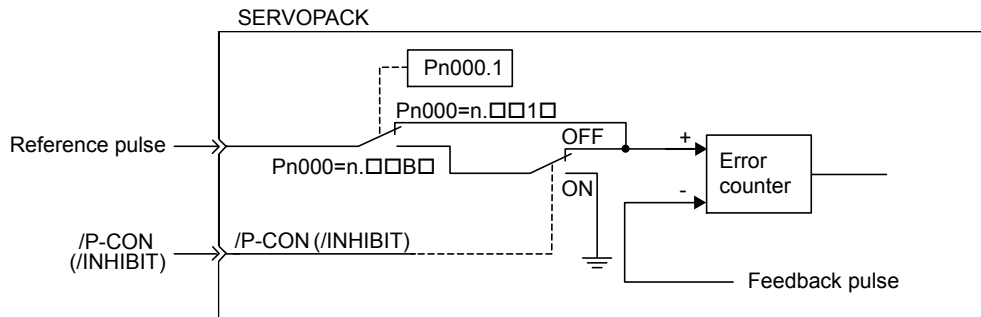 SERVOPACK
Pn000.1
Pn000=n.□□1□
Reference pulse
OFF
+
Pn000=n.□□B□
Error
counter
ON
-
/P-CON
(/INHIBIT)
/P-CON (/INHIBIT)
Feedback pulse